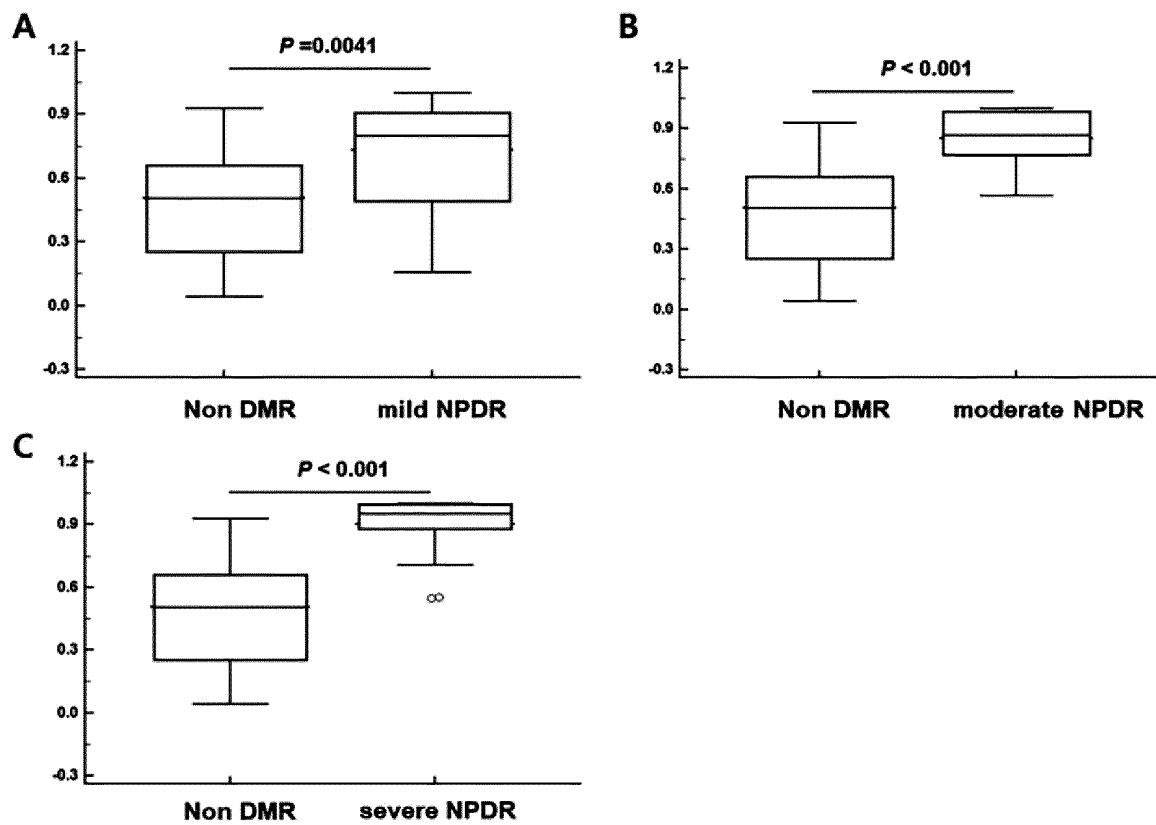 A
P =0.0041
1.2
0.9
0.6
0.3
0.0
-0.3
Non DMR mild NPDR
B
P < 0.001
1.2
0.9
0.6
0.3
0.0
-0.3
Non DMR moderate NPDR
C
P < 0.001
1.2
0.9
0.6
0.3
0.0
-0.3
Non DMR severe NPDR